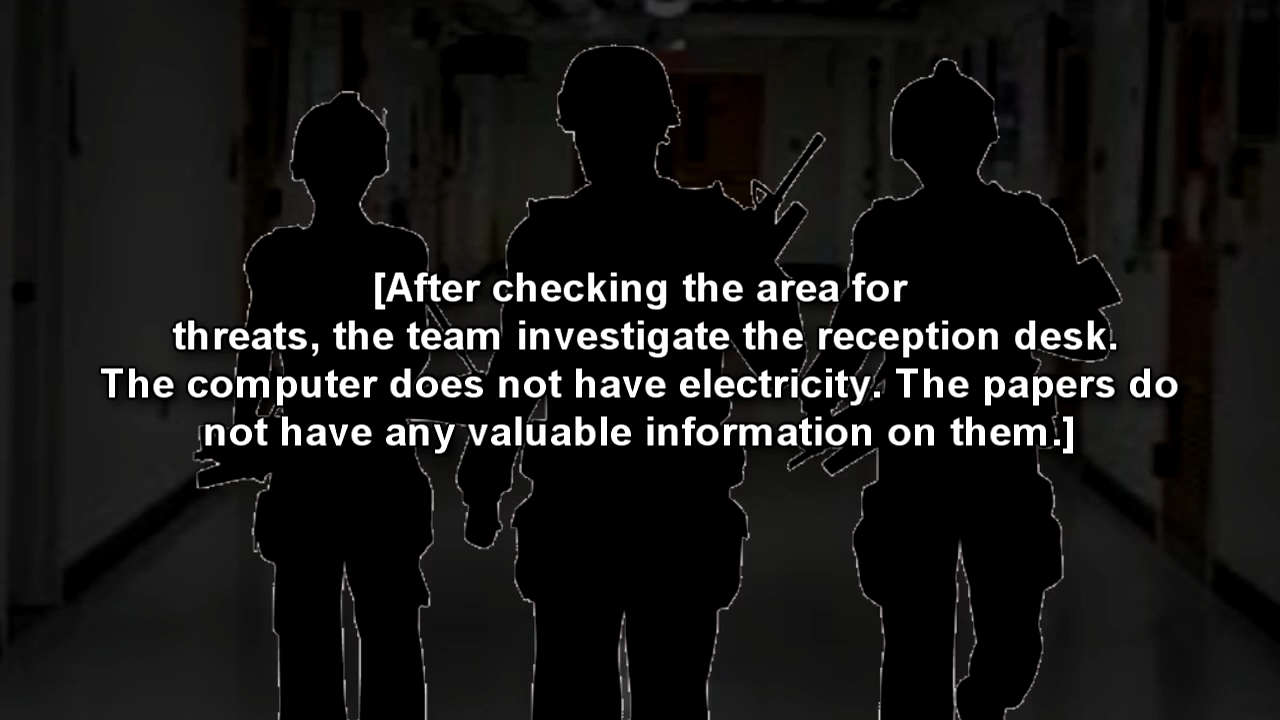 [After checking the area for
threats, the team investigate the reception desk.
The computer does not have electricity. The papers do
not have any valuable information on them.]